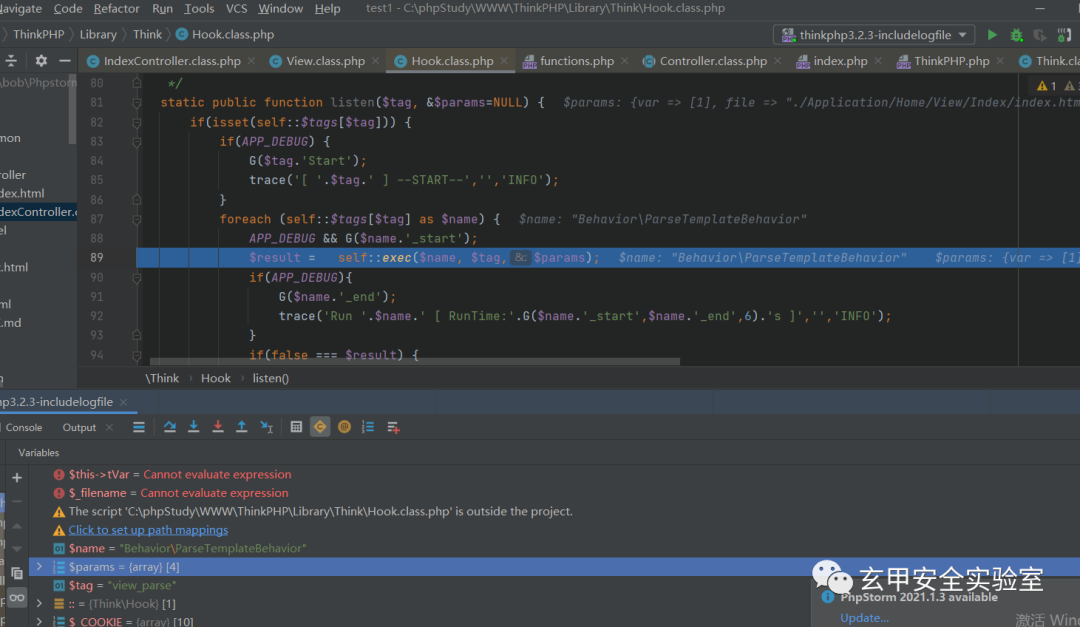 Navigate Code Refactor Run Tools VCS Window Help test1 - C:\phpStudy\WWW\ThinkPHP\Library\Think\Hook.class.php
ThinkPHP Library Think Hook.class.php thinkphp3.2.3-includelogfile
IndexController.class.php View.class.php Hook.class.php functions.php Controller.class.php index.php ThinkPHP.php Think.cla
\bob\Phpstorm
mon
roller
dex.html
dexController.c
el
.html
ml
.md
80 */
81 static public function listen($tag, &$params=NULL) { $params: {var => [1], file => "./Application/Home/View/Index/index.htm
1
82 if(isset(self::$tags[$tag])) {
83 if(APP_DEBUG) {
84 G($tag.'Start');
85 trace('[ '.$tag.' ] --START--','','INFO');
86 }
87 foreach (self::$tags[$tag] as $name) { $name: "Behavior\ParseTemplateBehavior"
88 APP_DEBUG && G($name.'_start');
89 $result = self::exec($name, $tag, &: $params); $name: "Behavior\ParseTemplateBehavior" $params: {var => [1]
90 if(APP_DEBUG){
91 G($name.'_end');
92 trace('Run '.$name.' [ RunTime:'.G($name.'_start',$name.'_end',6).'s ]','','INFO');
93 }
94 if(false === $result) {
\Think › Hook › listen()
hp3.2.3-includelogfile
Console Output
Variables
$this->tVar = Cannot evaluate expression
$_filename = Cannot evaluate expression
The script 'C:\phpStudy\WWW\ThinkPHP\Library\Think\Hook.class.php' is outside the project.
Click to set up path mappings
$name = "Behavior\ParseTemplateBehavior"
$params = {array} [4]
$tag = "view_parse"
:: = {Think\Hook} [1]
$_COOKIE = {array} [10]
玄甲安全实验室
PhpStorm 2021.1.3 available
Update...
激活 Win